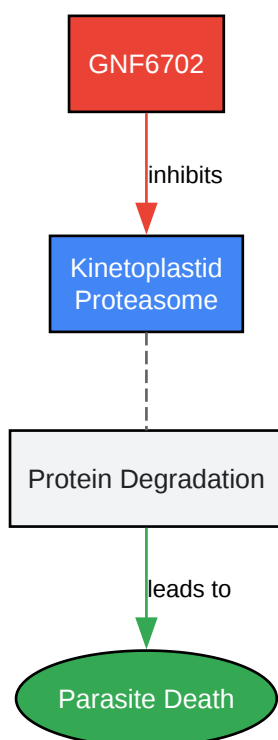 GNF6702
inhibits
Kinetoplastid
Proteasome
Protein Degradation
leads to
Parasite Death